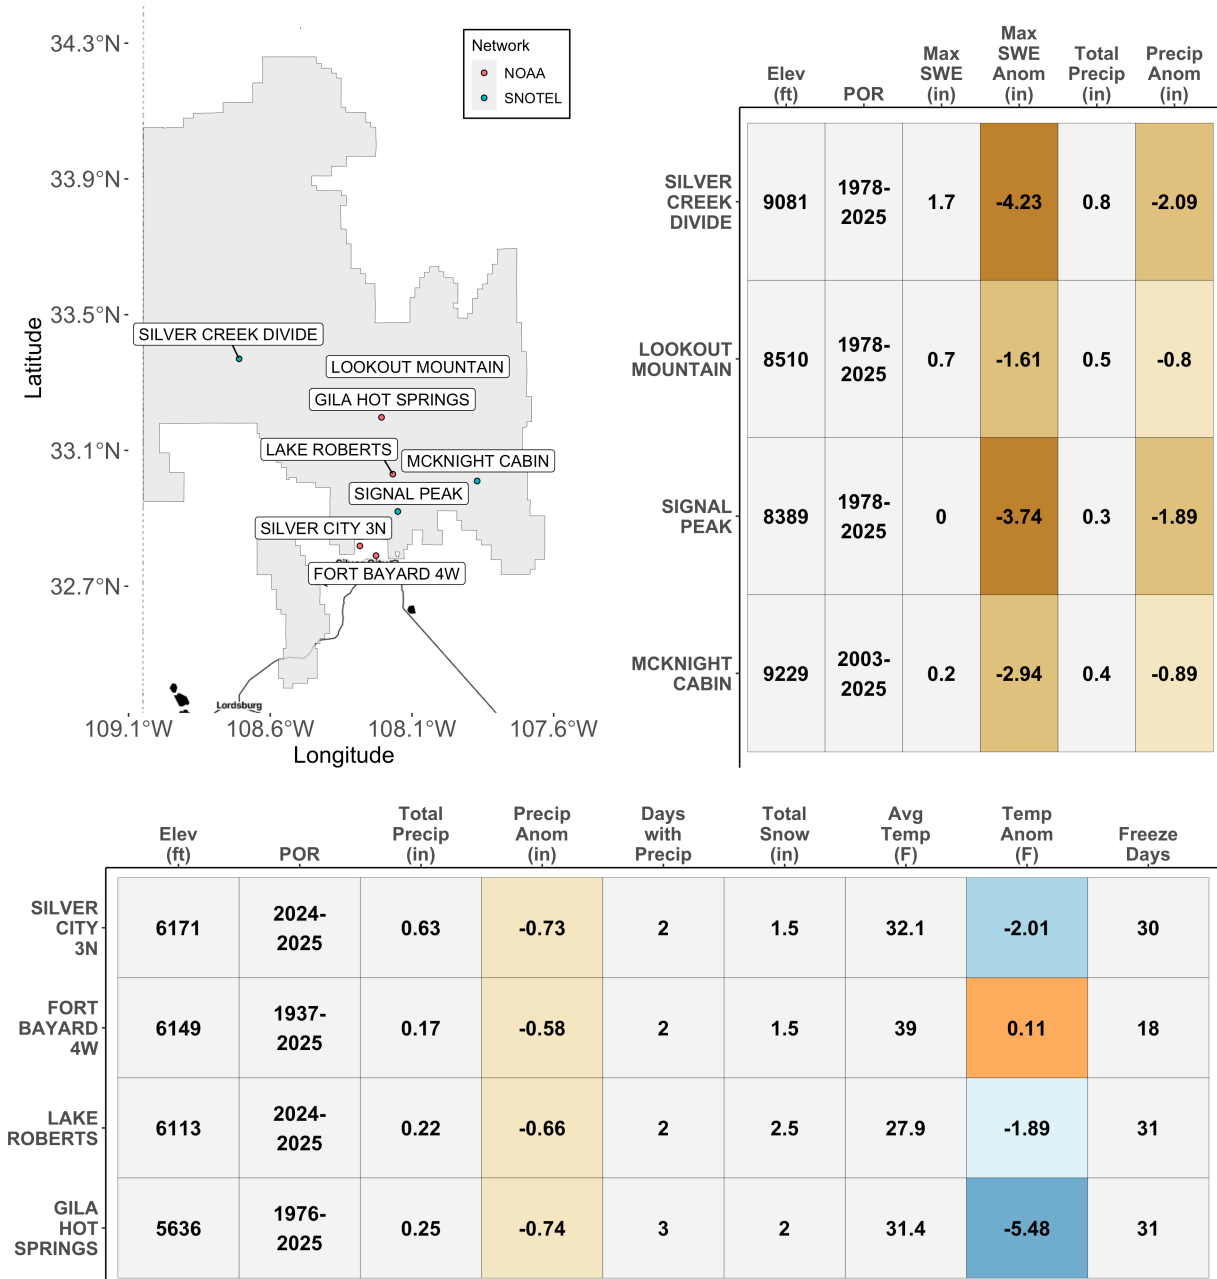 34.3°N
33.9°N
33.5°N
33.1°N
32.7°N
Latitude
109.1°W
108.6°W
108.1°W
107.6°W
Longitude
Network
NOAA
SNOTEL
SILVER CREEK DIVIDE
LOOKOUT MOUNTAIN
GILA HOT SPRINGS
LAKE ROBERTS
MCKNIGHT CABIN
SIGNAL PEAK
SILVER CITY 3N
FORT BAYARD 4W
Lordsburg
Elev
(ft)
POR
Max
SWE
(in)
Max
SWE
Anom
(in)
Total
Precip
(in)
Precip
Anom
(in)
SILVER
CREEK
DIVIDE
9081
1978-
2025
1.7
-4.23
0.8
-2.09
LOOKOUT
MOUNTAIN
8510
1978-
2025
0.7
-1.61
0.5
-0.8
SIGNAL
PEAK
8389
1978-
2025
0
-3.74
0.3
-1.89
MCKNIGHT
CABIN
9229
2003-
2025
0.2
-2.94
0.4
-0.89
Elev
(ft)
POR
Total
Precip
(in)
Precip
Anom
(in)
Days
with
Precip
Total
Snow
(in)
Avg
Temp
(F)
Temp
Anom
(F)
Freeze
Days
SILVER
CITY
3N
6171
2024-
2025
0.63
-0.73
2
1.5
32.1
-2.01
30
FORT
BAYARD
4W
6149
1937-
2025
0.17
-0.58
2
1.5
39
0.11
18
LAKE
ROBERTS
6113
2024-
2025
0.22
-0.66
2
2.5
27.9
-1.89
31
GILA
HOT
SPRINGS
5636
1976-
2025
0.25
-0.74
3
2
31.4
-5.48
31